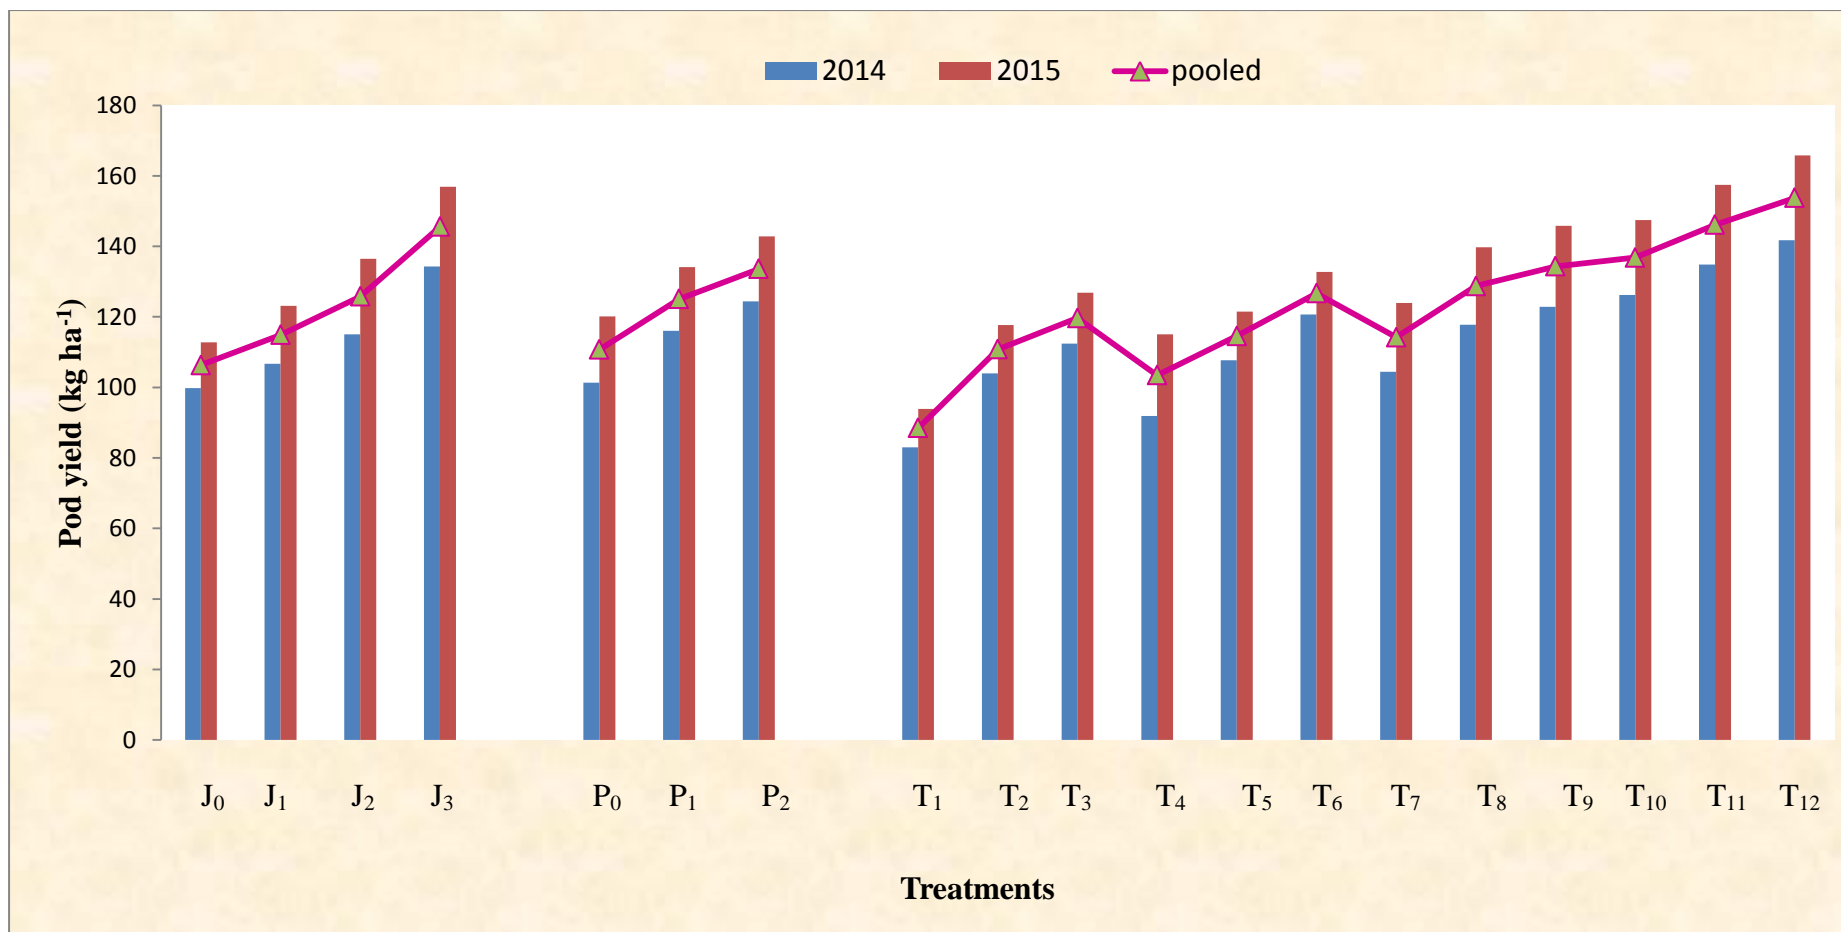 2014 2015 pooled
180
160
140
120
100
80
60
40
20
0
Pod yield (kg ha⁻¹)
J₀ J₁ J₂ J₃ P₀ P₁ P₂ T₁ T₂ T₃ T₄ T₅ T₆ T₇ T₈ T₉ T₁₀ T₁₁ T₁₂
Treatments